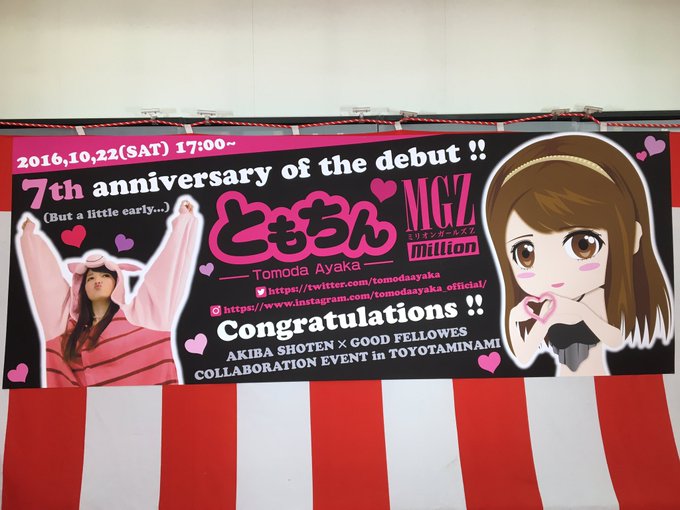 2016,10,22(SAT) 17:00~
7th anniversary of the debut !!
(But a little early...)
ともちん
Tomoda Ayaka
MGZ
ミリオンガールズZ
Million
https://twitter.com/tomodaayaka
https://www.instagram.com/tomodaayaka_official/
Congratulations !!
AKIBA SHOTEN × GOOD FELLOWES
COLLABORATION EVENT in TOYOTAMINAMI